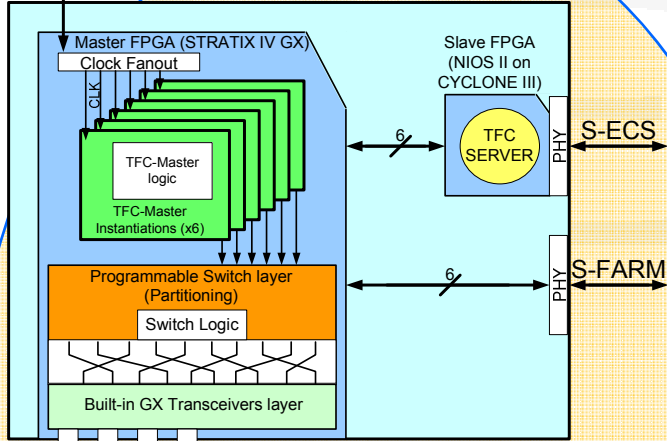 Master FPGA (STRATIX IV GX)
Clock Fanout
CLK
TFC-Master
logic
TFC-Master
Instantiations (x6)
Programmable Switch layer
(Partitioning)
Switch Logic
Built-in GX Transceivers layer
Slave FPGA
(NIOS II on
CYCLONE III)
6
TFC
SERVER
PHY
S-ECS
6
PHY
S-FARM